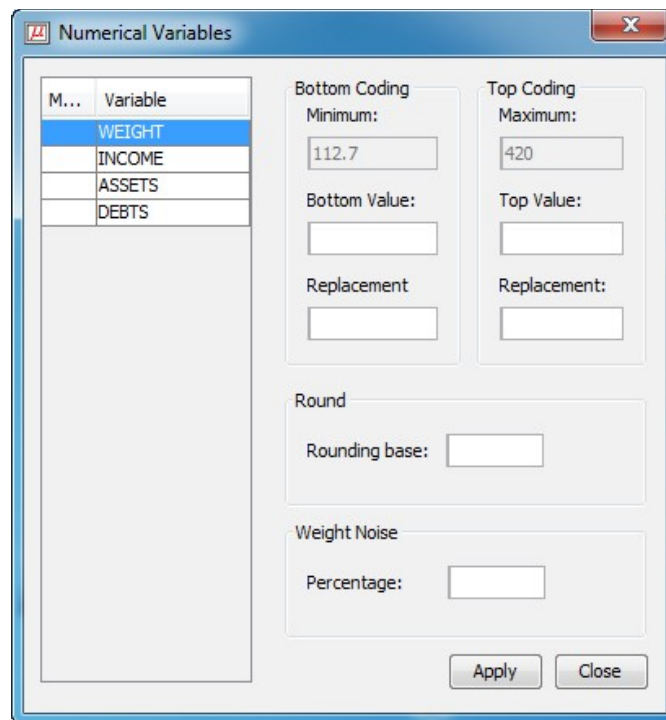 μ Numerical Variables
M... Variable
WEIGHT
INCOME
ASSETS
DEBTS
Bottom Coding
Minimum:
112.7
Bottom Value:
Replacement
Top Coding
Maximum:
420
Top Value:
Replacement:
Round
Rounding base:
Weight Noise
Percentage:
Apply Close